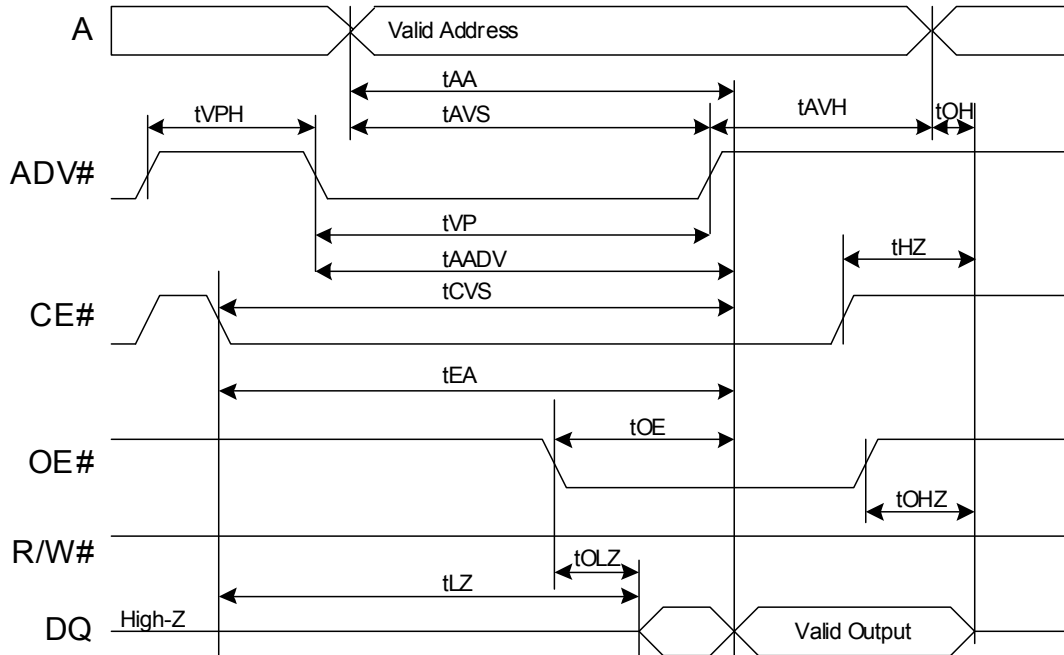 A
Valid Address
tAA
tVPH
tAVS
tAVH
tOH
ADV#
tVP
tHZ
tAADV
tCVS
CE#
tEA
tOE
OE#
tOHZ
R/W#
tOLZ
tLZ
DQ
High-Z
Valid Output